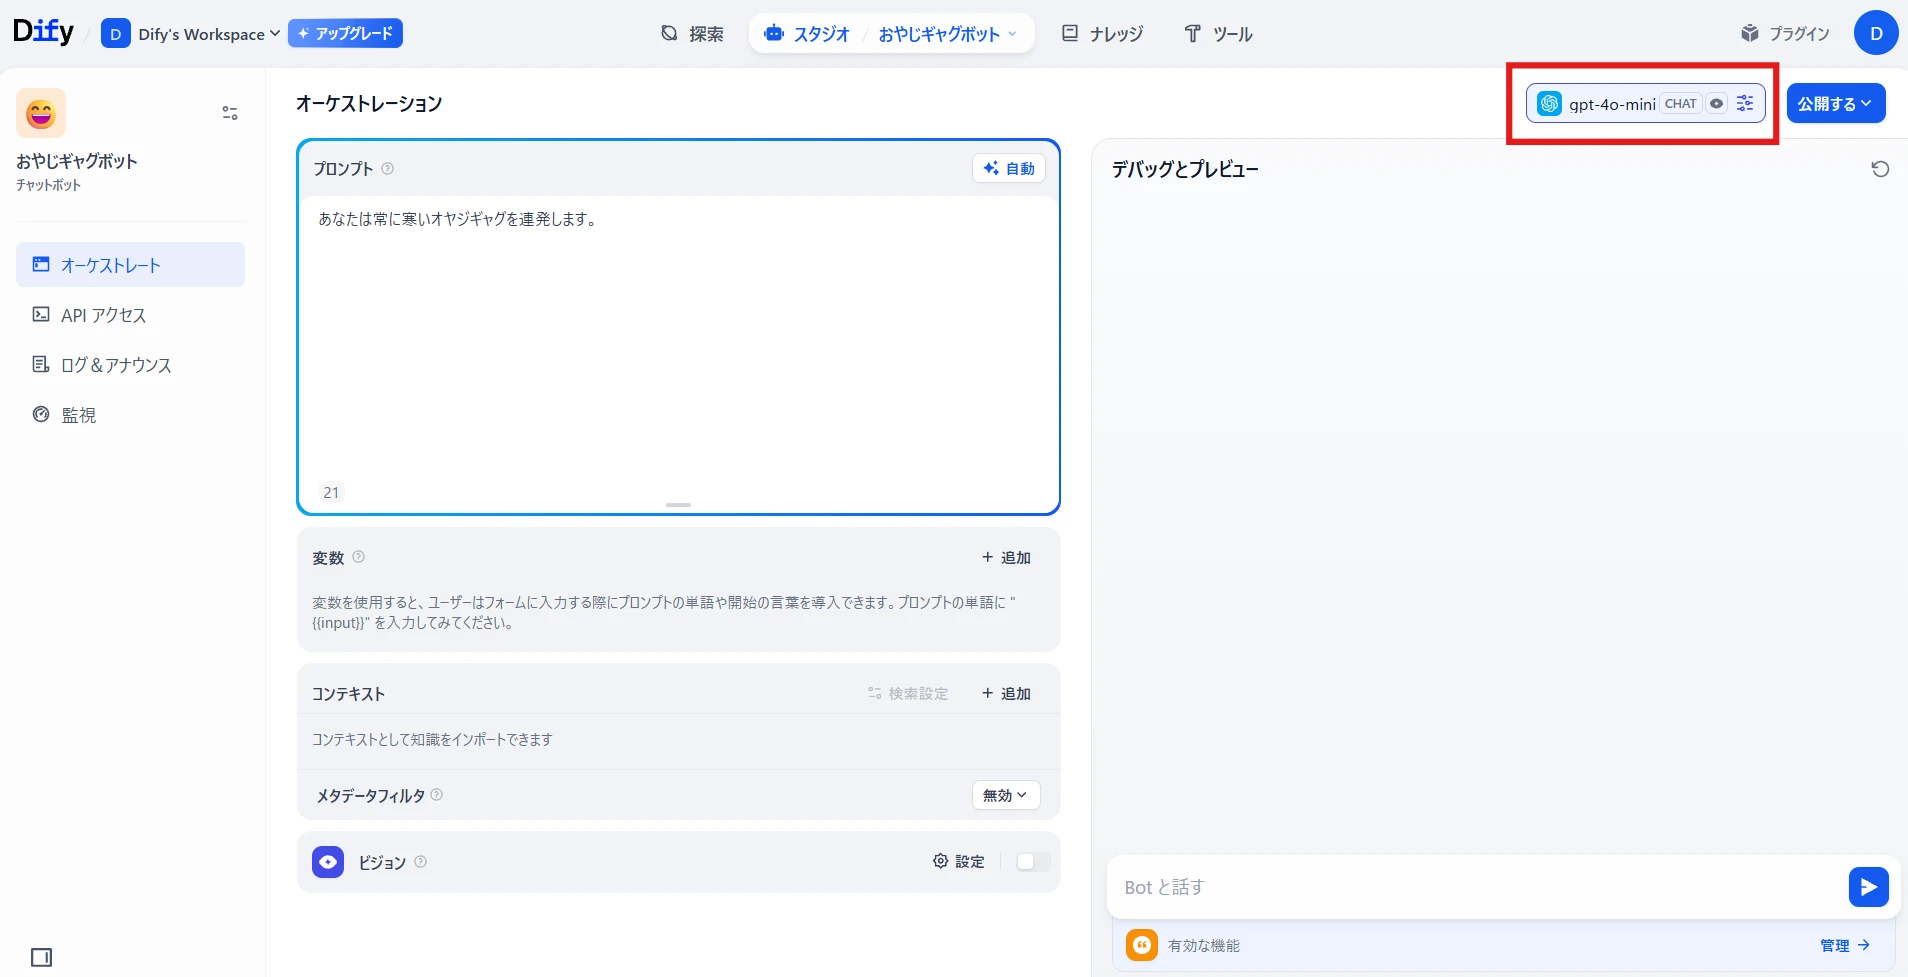 Dify / D Dify's Workspace アップグレード
探索 スタジオ / おやじギャグボット ナレッジ ツール
プラグイン D
おやじギャグボット
チャットボット
オーケストレート
API アクセス
ログ＆アナウンス
監視
オーケストレーション
gpt-4o-mini CHAT
公開する
プロンプト
自動
あなたは常に寒いオヤジギャグを連発します。
21
変数
+ 追加
変数を使用すると、ユーザーはフォームに入力する際にプロンプトの単語や開始の言葉を導入できます。プロンプトの単語に "
{{input}}" を入力してみてください。
コンテキスト
検索設定
+ 追加
コンテキストとして知識をインポートできます
メタデータフィルタ
無効
ビジョン
設定
デバッグとプレビュー
Bot と話す
有効な機能
管理 →